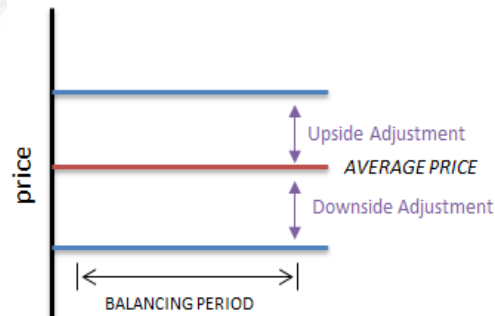 price
Upside Adjustment
AVERAGE PRICE
Downside Adjustment
BALANCING PERIOD